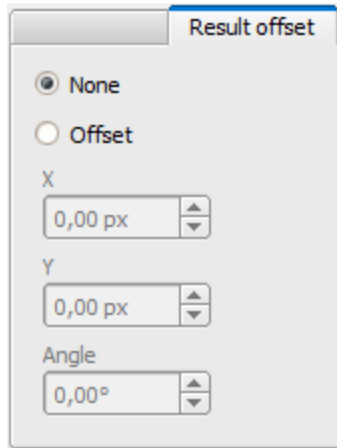 Result offset
None
Offset
X
0,00 px
Y
0,00 px
Angle
0,00°